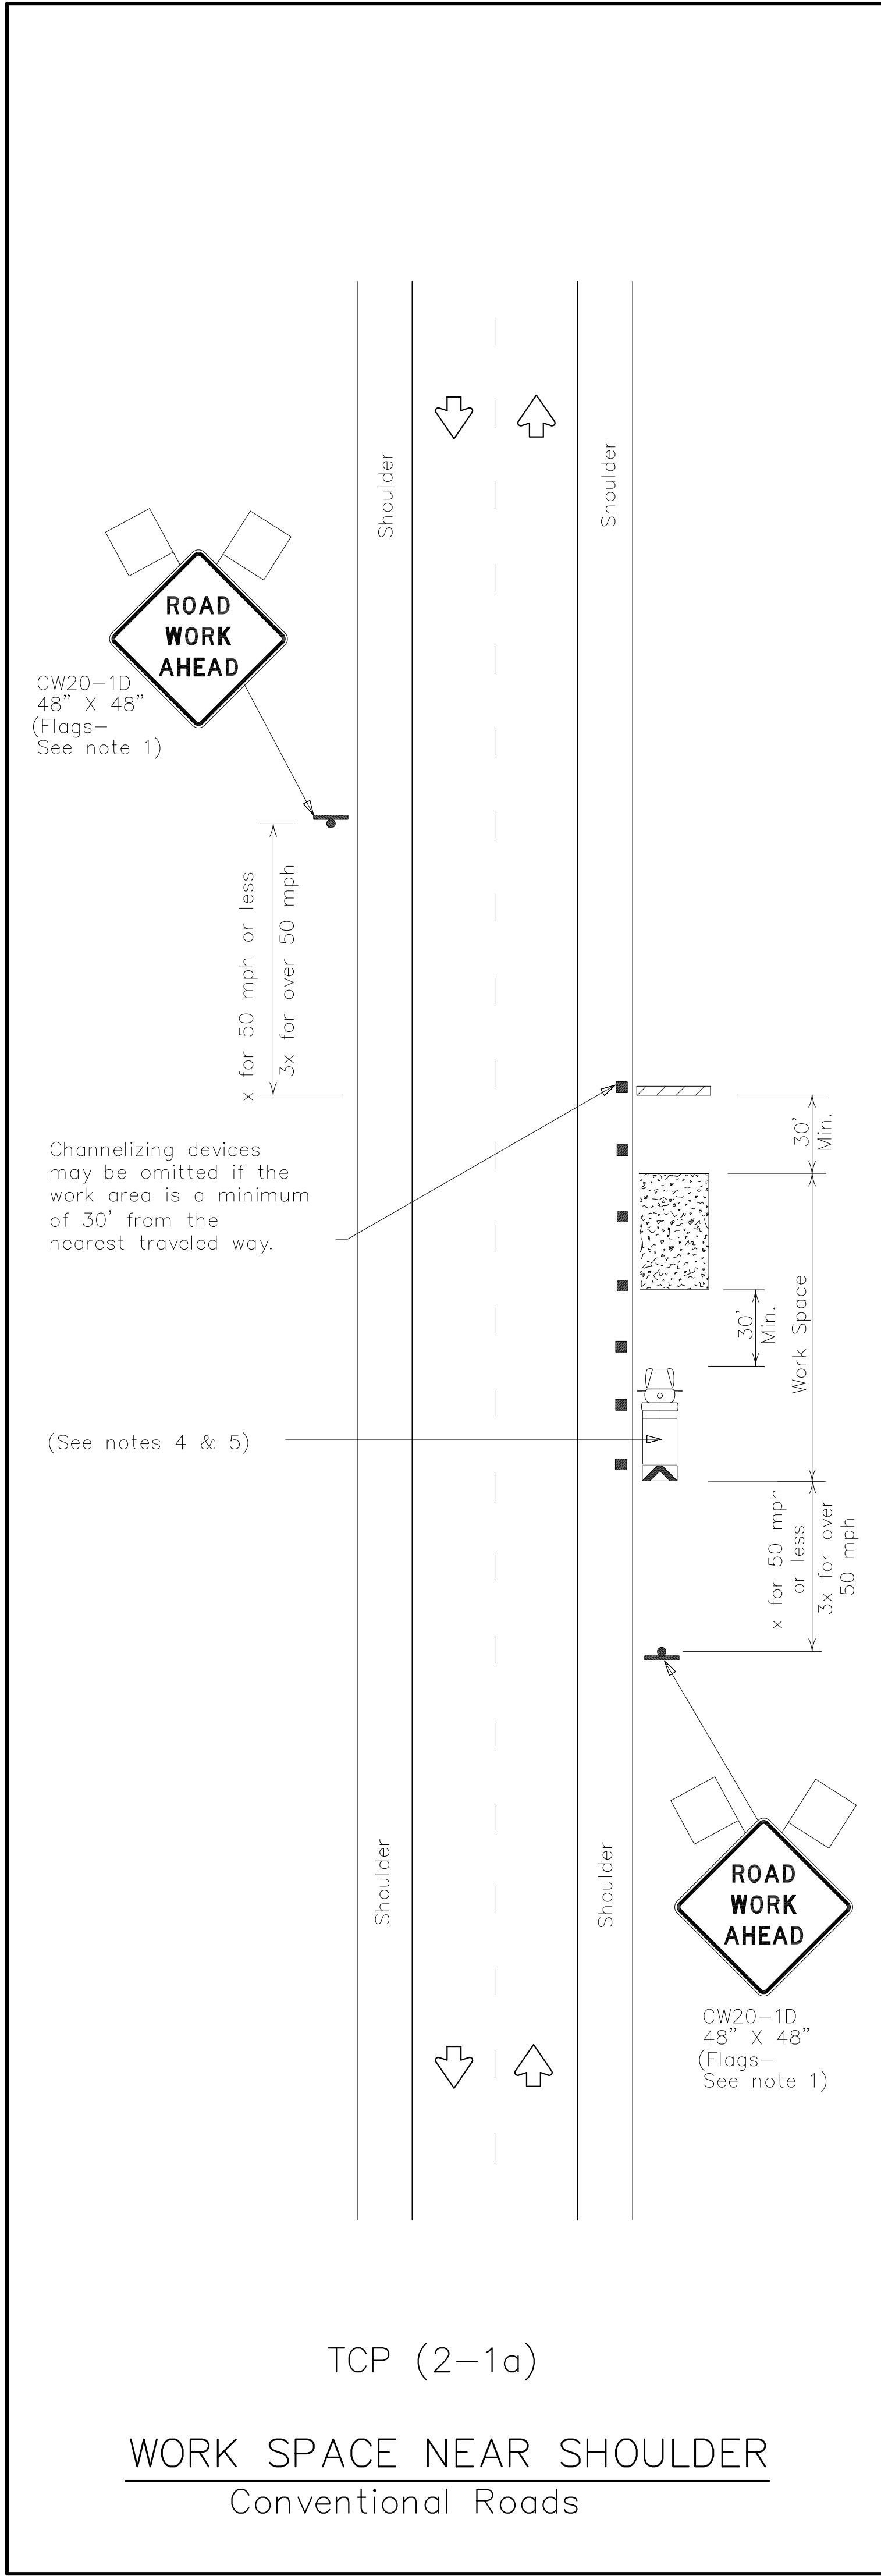 Shoulder
Shoulder
ROAD
WORK
AHEAD
CW20-1D
48" X 48"
(Flags-
See note 1)
x for 50 mph or less
3x for over 50 mph
Channelizing devices
may be omitted if the
work area is a minimum
of 30' from the
nearest traveled way.
30'
Min.
30'
Min.
Work Space
(See notes 4 & 5)
x for 50 mph
or less
3x for over
50 mph
Shoulder
Shoulder
ROAD
WORK
AHEAD
CW20-1D
48" X 48"
(Flags-
See note 1)
TCP (2-1a)
WORK SPACE NEAR SHOULDER
Conventional Roads